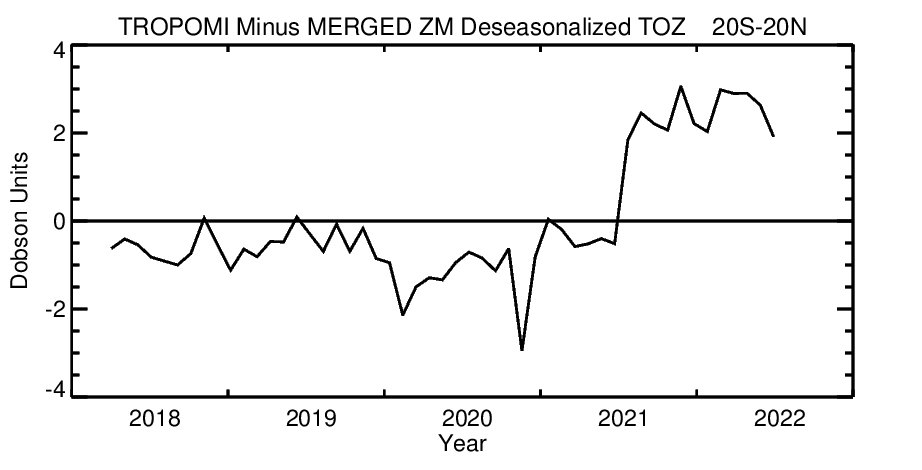 TROPOMI Minus MERGED ZM Deseasonalized TOZ 20S-20N
4
2
0
-2
-4
Dobson Units
2018 2019 2020 2021 2022
Year